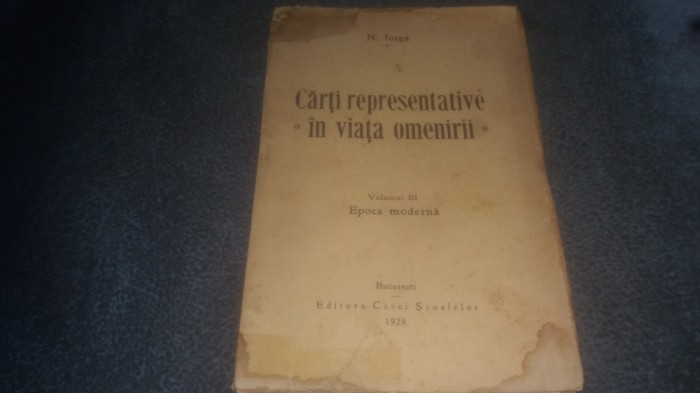 N. Iorga
Cărţi representative
în viaţa omenirii
Volumul III
Epoca modernă
Bucureşti
Editura Casei Şcoalelor
1929